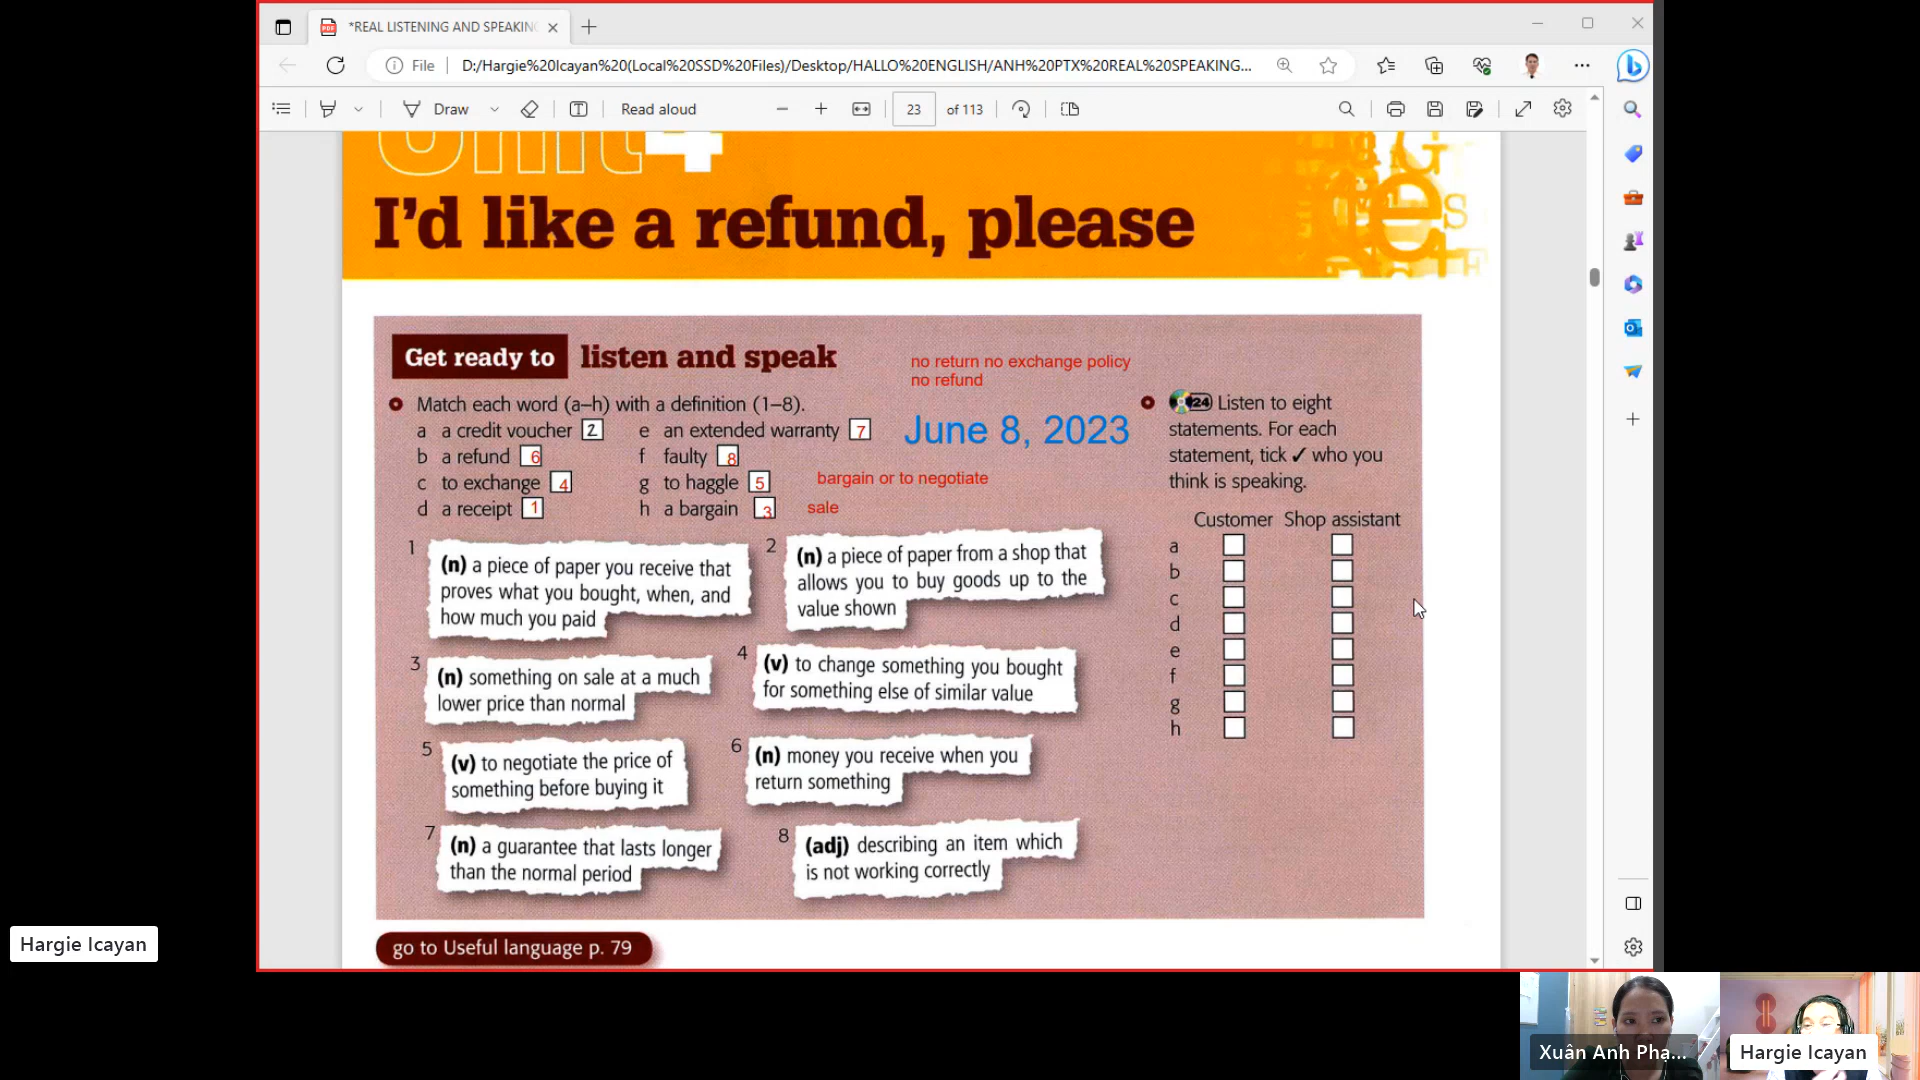 *REAL LISTENING AND SPEAKING
File
D:/Hargie%20Icayan%20(Local%20SSD%20Files)/Desktop/HALLO%20ENGLISH/ANH%20PTX%20REAL%20SPEAKING...
Draw
Read aloud
23 of 113
Unit 4
I'd like a refund, please
Get ready to listen and speak
no return no exchange policy
no refund
Match each word (a–h) with a definition (1–8).
a a credit voucher 2
b a refund 6
c to exchange 4
d a receipt 1
e an extended warranty 7
f faulty 8
g to haggle 5
h a bargain 3
June 8, 2023
bargain or to negotiate
sale
1
(n) a piece of paper you receive that
proves what you bought, when, and
how much you paid
2
(n) a piece of paper from a shop that
allows you to buy goods up to the
value shown
3
(n) something on sale at a much
lower price than normal
4
(v) to change something you bought
for something else of similar value
5
(v) to negotiate the price of
something before buying it
6
(n) money you receive when you
return something
7
(n) a guarantee that lasts longer
than the normal period
8
(adj) describing an item which
is not working correctly
24 Listen to eight
statements. For each
statement, tick ✓ who you
think is speaking.
Customer Shop assistant
a
b
c
d
e
f
g
h
go to Useful language p. 79
Hargie Icayan
Xuân Anh Phạ...
Hargie Icayan